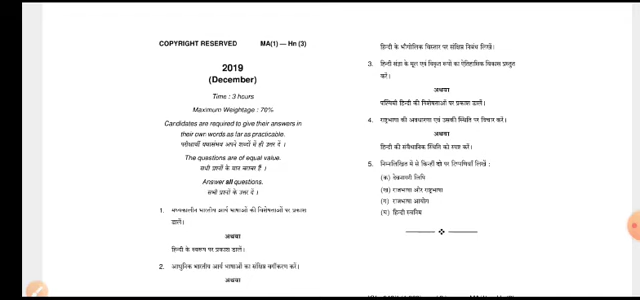 COPYRIGHT RESERVED MA(1) — Hn (3)
2019
(December)
Time : 3 hours
Maximum Weightage : 70%
Candidates are required to give their answers in
their own words as far as practicable.
परीक्षार्थी यथासंभव अपने शब्दों में ही उत्तर दें ।
The questions are of equal value.
सभी प्रश्नों के मान समान हैं ।
Answer all questions.
सभी प्रश्नों के उत्तर दें ।
1. मध्यकालीन भारतीय आर्य भाषाओं की विशेषताओं पर प्रकाश
डालें।
अथवा
हिन्दी के स्वरूप पर प्रकाश डालें।
2. आधुनिक भारतीय आर्य भाषाओं का संक्षिप्त वर्गीकरण करें।
अथवा
हिन्दी के भौगोलिक विस्तार पर संक्षिप्त निबंध लिखें।
3. हिन्दी संज्ञा के मूल एवं विकृत रूपों का ऐतिहासिक विकास प्रस्तुत
करें।
अथवा
पश्चिमी हिन्दी की विशेषताओं पर प्रकाश डालें।
4. राष्ट्रभाषा की अवधारणा एवं उसकी स्थिति पर विचार करें।
अथवा
हिन्दी की संवैधानिक स्थिति को स्पष्ट करें।
5. निम्नलिखित में से किन्हीं दो पर टिप्पणियाँ लिखें :
(क) देवनागरी लिपि
(ख) राजभाषा और राष्ट्रभाषा
(ग) राजभाषा आयोग
(घ) हिन्दी स्वनिम